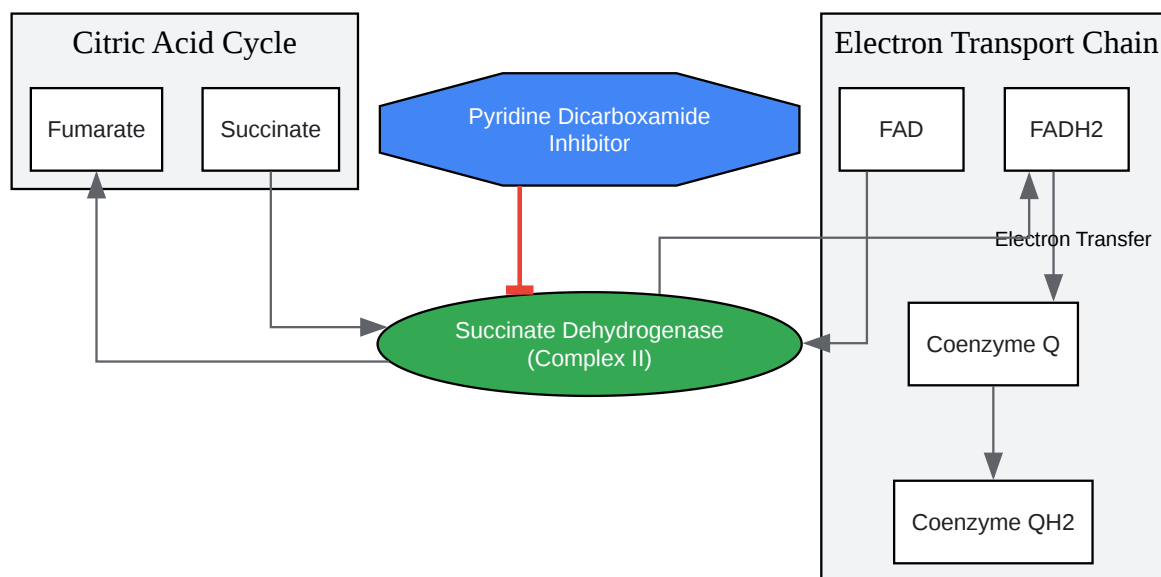 Citric Acid Cycle
Electron Transport Chain
Fumarate
Succinate
Pyridine Dicarboxamide
Inhibitor
FAD
FADH2
Electron Transfer
Succinate Dehydrogenase
(Complex II)
Coenzyme Q
Coenzyme QH2